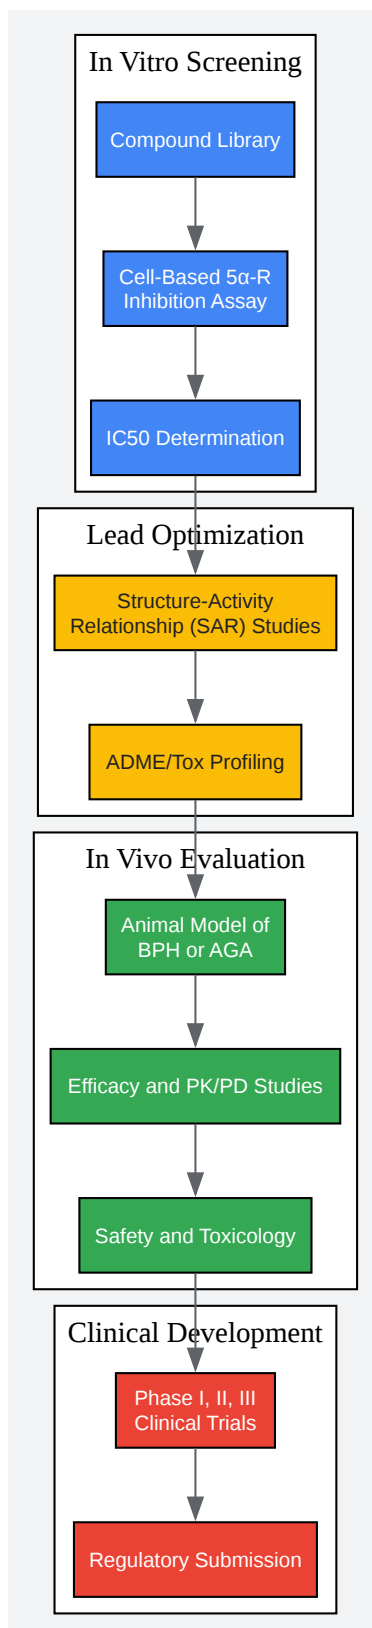 In Vitro Screening
Compound Library
Cell-Based 5α-R
Inhibition Assay
IC50 Determination
Lead Optimization
Structure-Activity
Relationship (SAR) Studies
ADME/Tox Profiling
In Vivo Evaluation
Animal Model of
BPH or AGA
Efficacy and PK/PD Studies
Safety and Toxicology
Clinical Development
Phase I, II, III
Clinical Trials
Regulatory Submission